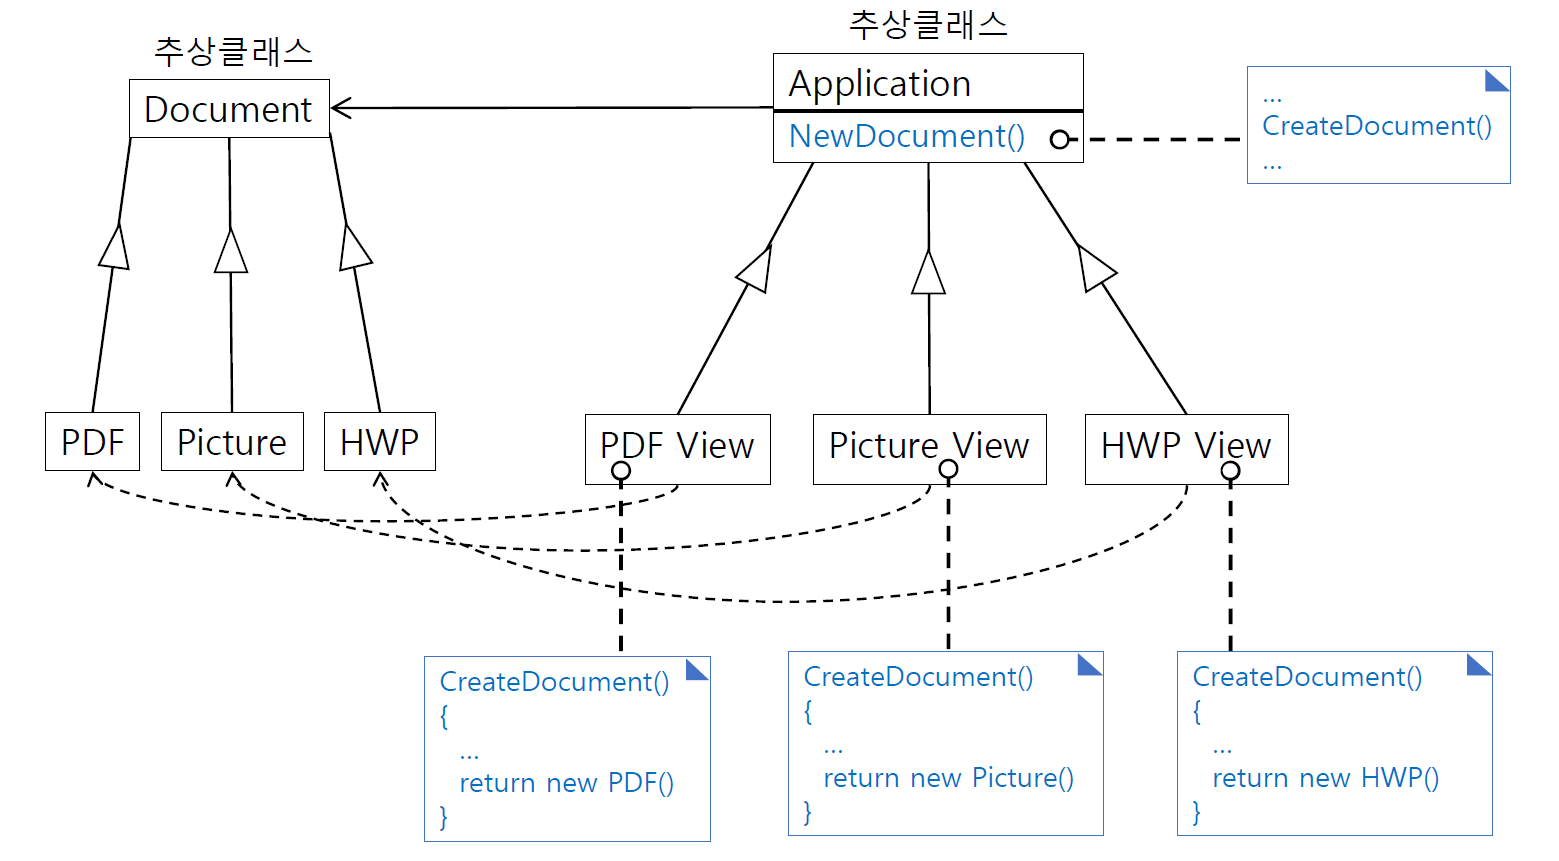 추상클래스
Document
추상클래스
Application
NewDocument()
...
CreateDocument()
...
PDF
Picture
HWP
PDF View
Picture View
HWP View
CreateDocument()
{
...
return new PDF()
}
CreateDocument()
{
...
return new Picture()
}
CreateDocument()
{
...
return new HWP()
}